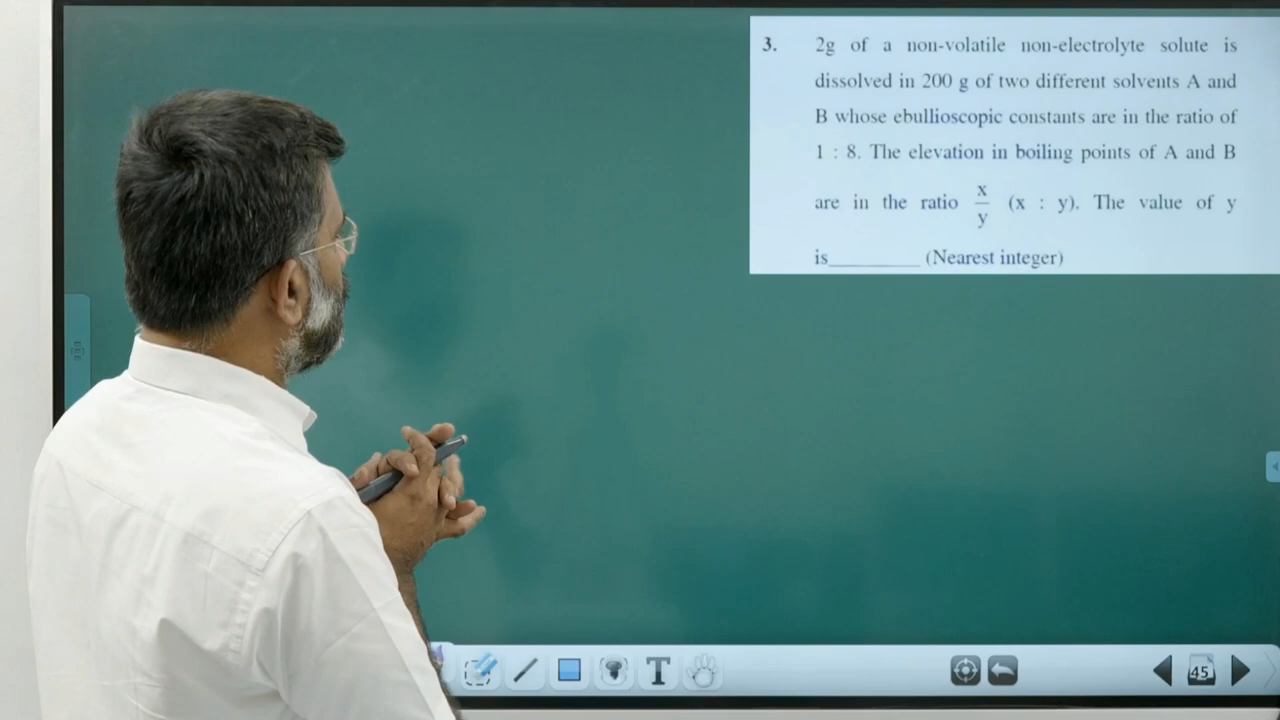 3. 2g of a non-volatile non-electrolyte solute is
dissolved in 200 g of two different solvents A and
B whose ebullioscopic constants are in the ratio of
1 : 8. The elevation in boiling points of A and B
are in the ratio x/y (x : y). The value of y
is________ (Nearest integer)
T
45